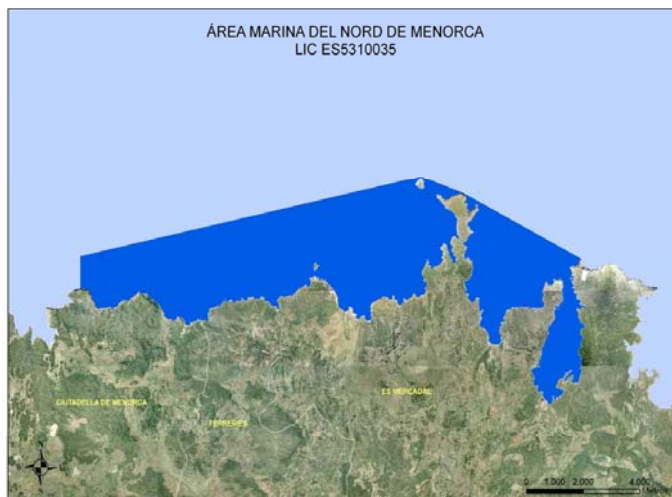 ÁREA MARINA DEL NORD DE MENORCA
LIC ES5310035
CIUTADELLA DE MENORCA
ES MERCADAL
FERRERIES
N
0 1.000 2.000 4.000